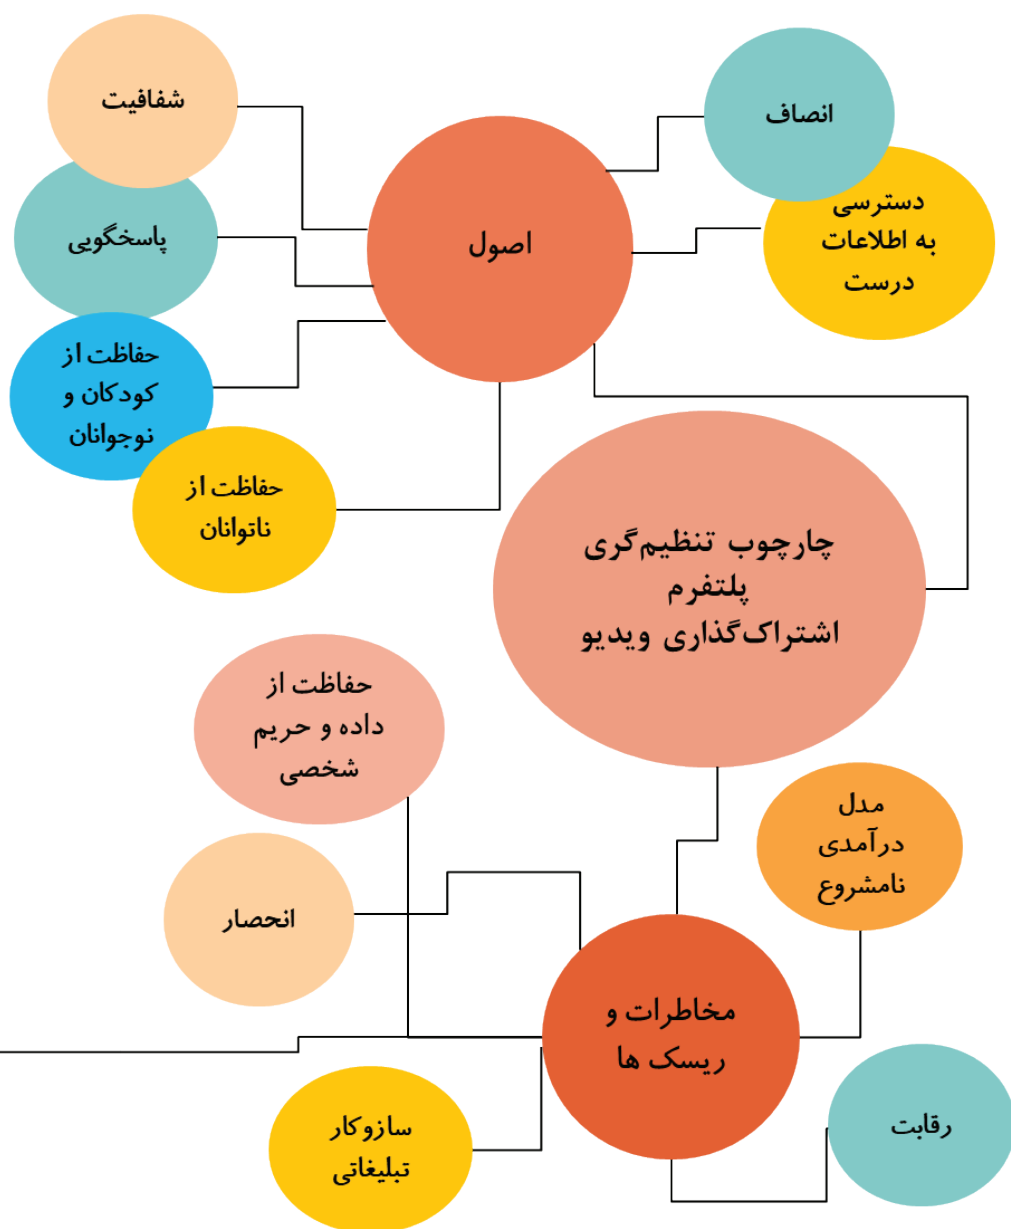 شفافیت
انصاف
اصول
دسترسی
به اطلاعات
درست
پاسخگویی
حفاظت از
کودکان و
نوجوانان
حفاظت از
ناتوانان
چارچوب تنظیم‌گری
پلتفرم
اشتراک‌گذاری ویدیو
حفاظت از
داده و حریم
شخصی
مدل
درآمدی
نامشروع
انحصار
مخاطرات و
ریسک ها
سازوکار
تبلیغاتی
رقابت